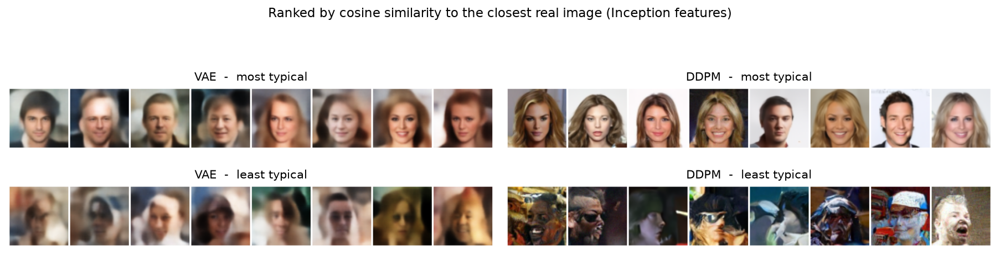 Ranked by cosine similarity to the closest real image (Inception features)
VAE - most typical
DDPM - most typical
VAE - least typical
DDPM - least typical